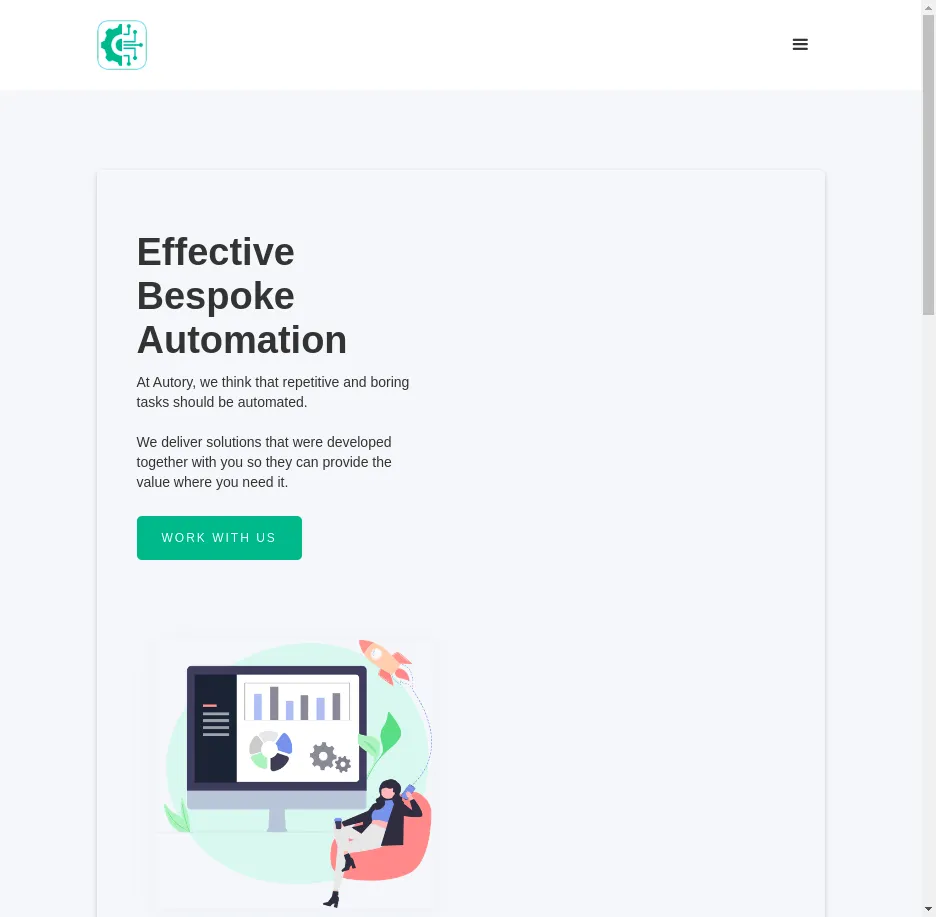 Effective
Bespoke
Automation
At Autory, we think that repetitive and boring
tasks should be automated.
We deliver solutions that were developed
together with you so they can provide the
value where you need it.
WORK WITH US